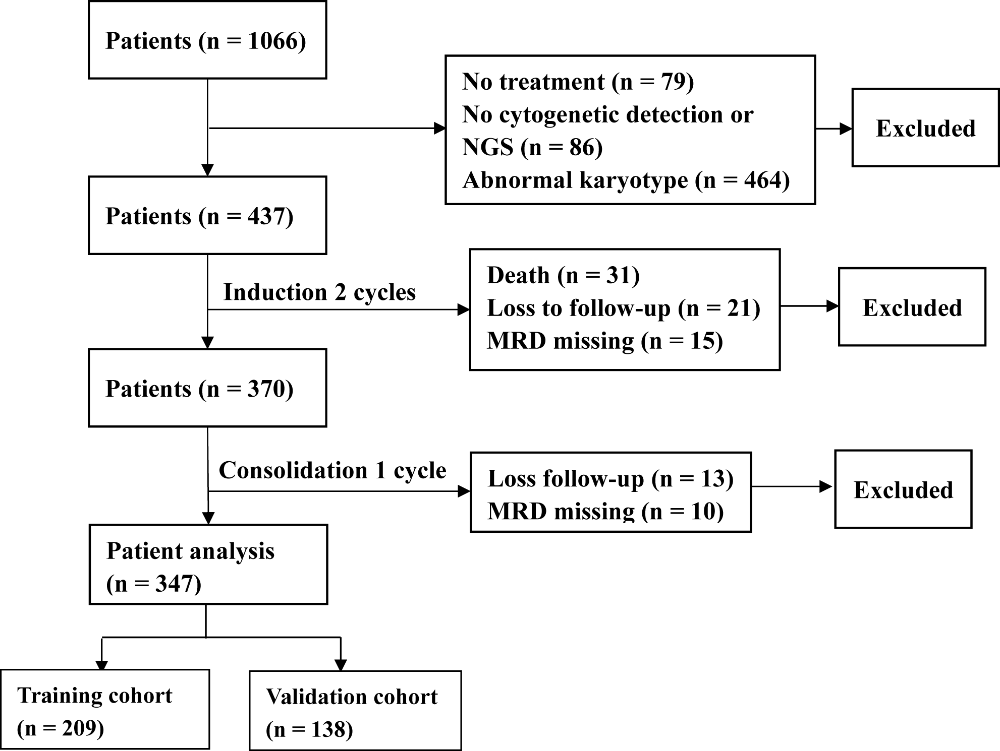 Patients (n = 1066)
No treatment (n = 79)
No cytogenetic detection or
NGS (n = 86)
Abnormal karyotype (n = 464)
Excluded
Patients (n = 437)
Induction 2 cycles
Death (n = 31)
Loss to follow-up (n = 21)
MRD missing (n = 15)
Excluded
Patients (n = 370)
Consolidation 1 cycle
Loss follow-up (n = 13)
MRD missing (n = 10)
Excluded
Patient analysis
(n = 347)
Training cohort
(n = 209)
Validation cohort
(n = 138)